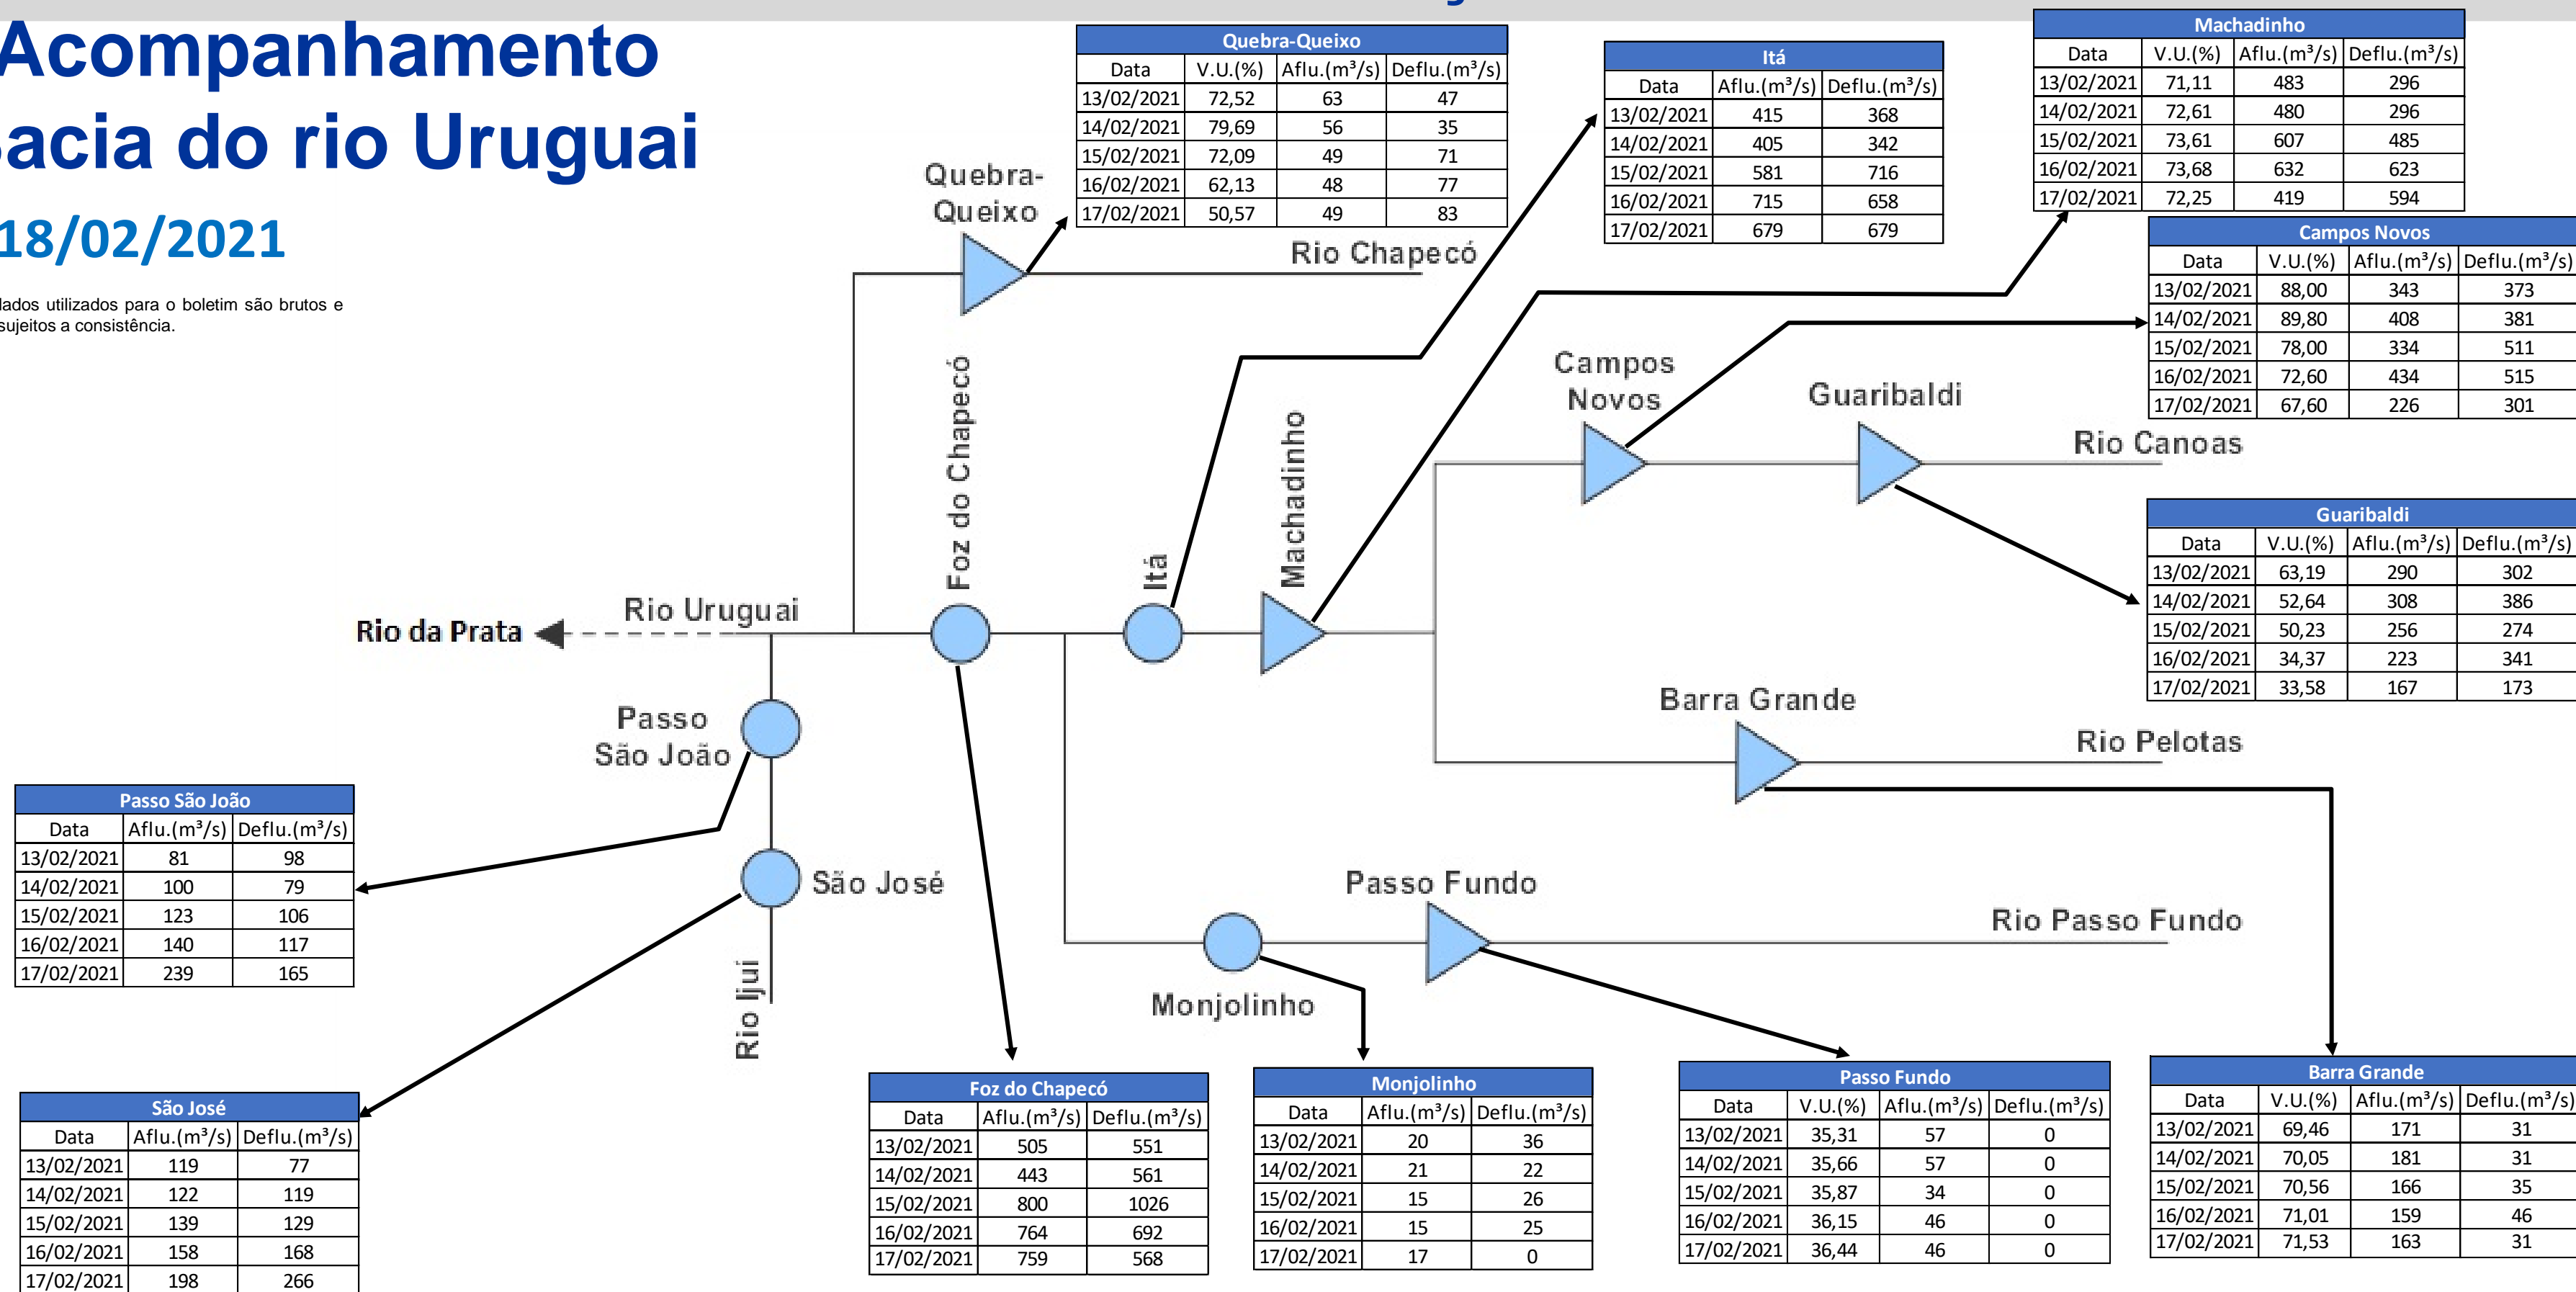 Acompanhamento
Bacia do rio Uruguai
18/02/2021
dados utilizados para o boletim são brutos e
sujeitos a consistência.
Quebra-Queixo
Data V.U.(%) Aflu.(m³/s) Deflu.(m³/s)
13/02/2021 72,52 63 47
14/02/2021 79,69 56 35
15/02/2021 72,09 49 71
16/02/2021 62,13 48 77
17/02/2021 50,57 49 83
Itá
Data Aflu.(m³/s) Deflu.(m³/s)
13/02/2021 415 368
14/02/2021 405 342
15/02/2021 581 716
16/02/2021 715 658
17/02/2021 679 679
Machadinho
Data V.U.(%) Aflu.(m³/s) Deflu.(m³/s)
13/02/2021 71,11 483 296
14/02/2021 72,61 480 296
15/02/2021 73,61 607 485
16/02/2021 73,68 632 623
17/02/2021 72,25 419 594
Campos Novos
Data V.U.(%) Aflu.(m³/s) Deflu.(m³/s)
13/02/2021 88,00 343 373
14/02/2021 89,80 408 381
15/02/2021 78,00 334 511
16/02/2021 72,60 434 515
17/02/2021 67,60 226 301
Quebra-
Queixo
Rio Chapecó
Foz do Chapecó
Itá
Machadinho
Campos
Novos
Guaribaldi
Rio Canoas
Guaribaldi
Data V.U.(%) Aflu.(m³/s) Deflu.(m³/s)
13/02/2021 63,19 290 302
14/02/2021 52,64 308 386
15/02/2021 50,23 256 274
16/02/2021 34,37 223 341
17/02/2021 33,58 167 173
Rio da Prata
Rio Uruguai
Passo
São João
Barra Grande
Rio Pelotas
São José
Rio Ijui
Passo Fundo
Rio Passo Fundo
Monjolinho
Passo São João
Data Aflu.(m³/s) Deflu.(m³/s)
13/02/2021 81 98
14/02/2021 100 79
15/02/2021 123 106
16/02/2021 140 117
17/02/2021 239 165
São José
Data Aflu.(m³/s) Deflu.(m³/s)
13/02/2021 119 77
14/02/2021 122 119
15/02/2021 139 129
16/02/2021 158 168
17/02/2021 198 266
Foz do Chapecó
Data Aflu.(m³/s) Deflu.(m³/s)
13/02/2021 505 551
14/02/2021 443 561
15/02/2021 800 1026
16/02/2021 764 692
17/02/2021 759 568
Monjolinho
Data Aflu.(m³/s) Deflu.(m³/s)
13/02/2021 20 36
14/02/2021 21 22
15/02/2021 15 26
16/02/2021 15 25
17/02/2021 17 0
Passo Fundo
Data V.U.(%) Aflu.(m³/s) Deflu.(m³/s)
13/02/2021 35,31 57 0
14/02/2021 35,66 57 0
15/02/2021 35,87 34 0
16/02/2021 36,15 46 0
17/02/2021 36,44 46 0
Barra Grande
Data V.U.(%) Aflu.(m³/s) Deflu.(m³/s)
13/02/2021 69,46 171 31
14/02/2021 70,05 181 31
15/02/2021 70,56 166 35
16/02/2021 71,01 159 46
17/02/2021 71,53 163 31